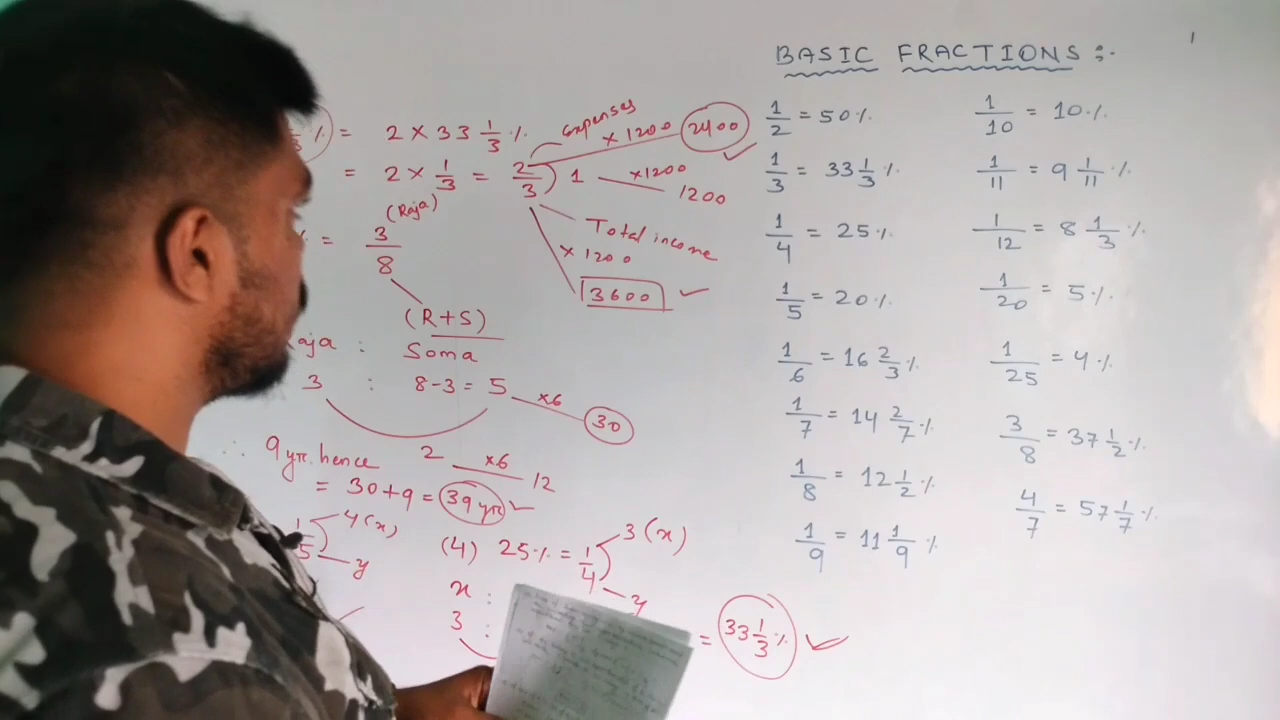 BASIC FRACTIONS :-
1/2 = 50%
1/3 = 33 1/3 %
1/4 = 25%
1/5 = 20%
1/6 = 16 2/3 %
1/7 = 14 2/7 %
1/8 = 12 1/2 %
1/9 = 11 1/9 %
1/10 = 10%
1/11 = 9 1/11 %
1/12 = 8 1/3 %
1/20 = 5%
1/25 = 4%
3/8 = 37 1/2 %
4/7 = 57 1/7 %
% = 2 × 33 1/3 %
= 2 × 1/3 = 2/3 ) 1 ×1200 1200
expenses
× 1200 2400
Total income
× 1200
3600
(Raja)
= 3/8
(R+S)
: Soma
3 : 8-3 = 5 ×6 30
∴ 9 yr. hence 2 ×6 12
= 30+9 = 39 yr
1/5 4(x)
y
(4) 25% = 1/4 3(x)
y
x :
3 :
= 33 1/3 %